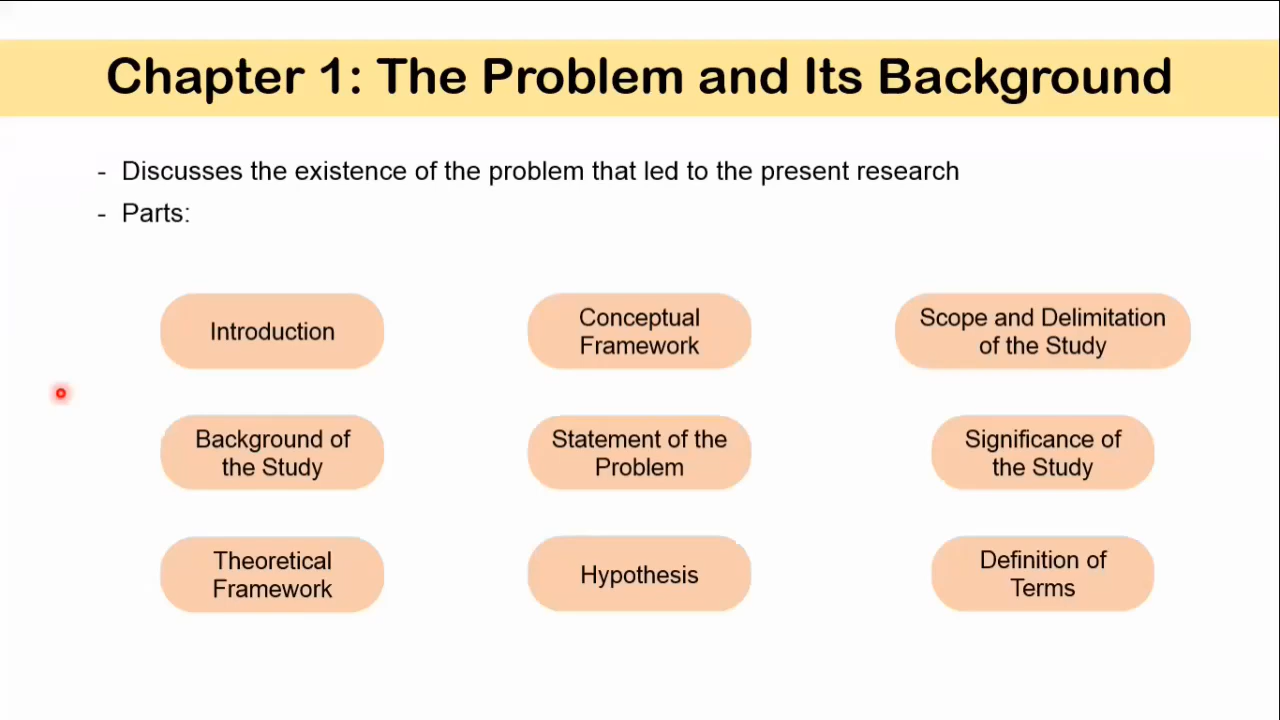 Chapter 1: The Problem and Its Background
- Discusses the existence of the problem that led to the present research
- Parts:
Introduction
Background of
the Study
Theoretical
Framework
Conceptual
Framework
Statement of the
Problem
Hypothesis
Scope and Delimitation
of the Study
Significance of
the Study
Definition of
Terms